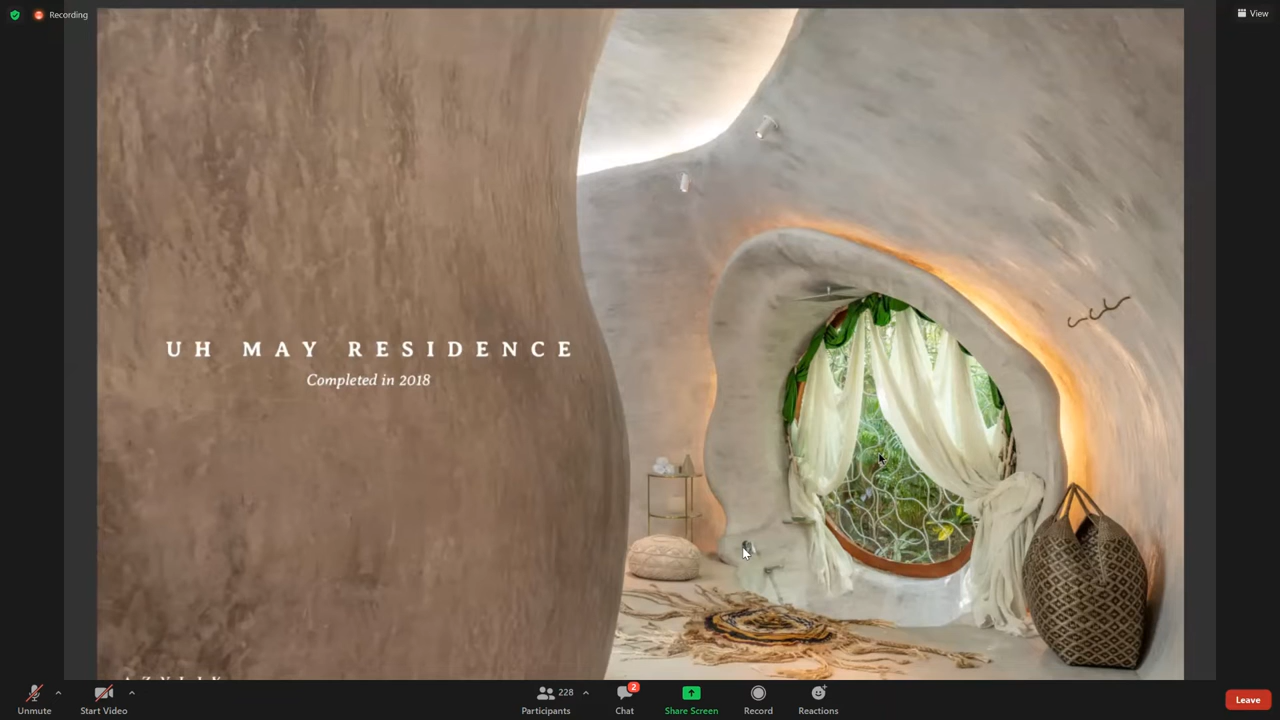 Recording
View
UH MAY RESIDENCE
Completed in 2018
Unmute
Start Video
Participants
228
Chat
2
Share Screen
Record
Reactions
Leave